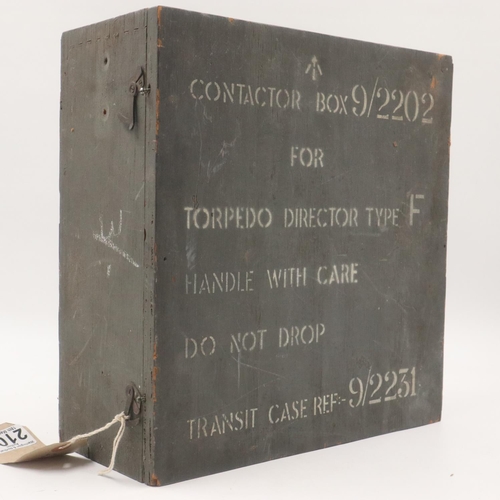 CONTACTOR BOX 9/2202
FOR
TORPEDO DIRECTOR TYPE F
HANDLE WITH CARE
DO NOT DROP
TRANSIT CASE REF:- 9/2231
210